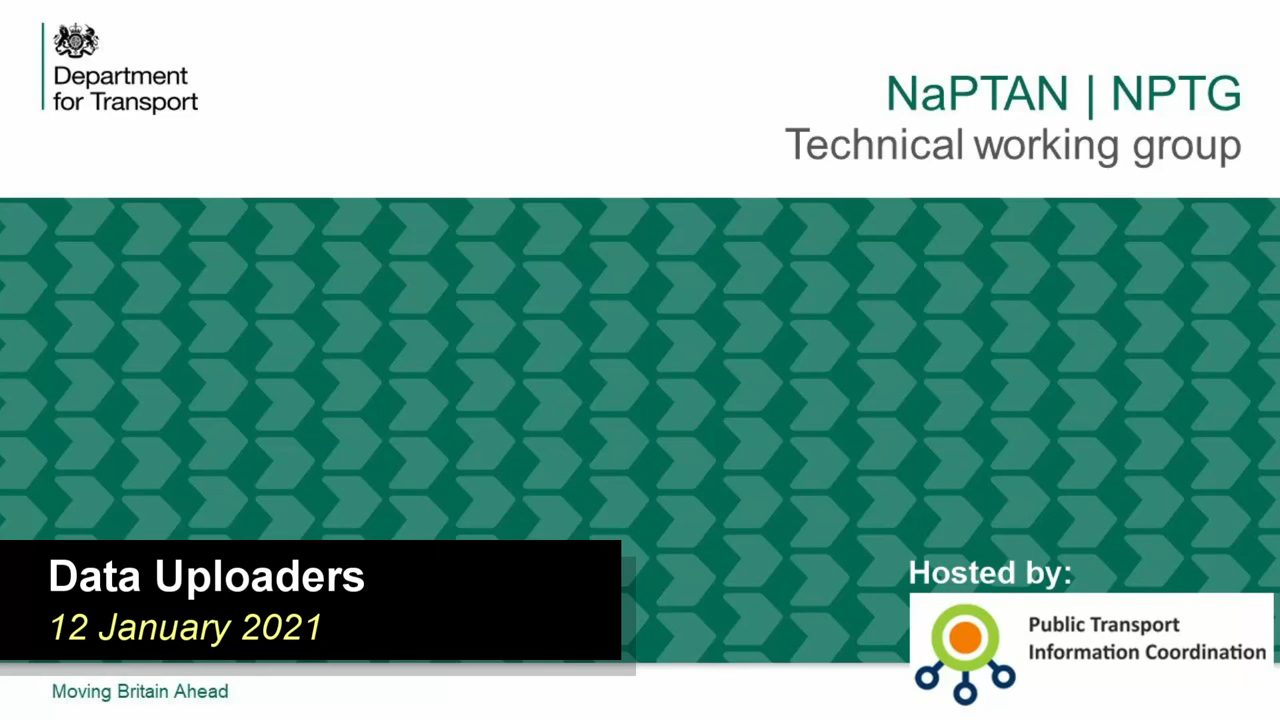 Department
for Transport
NaPTAN | NPTG
Technical working group
Data Uploaders
12 January 2021
Hosted by:
Public Transport
Information Coordination
Moving Britain Ahead